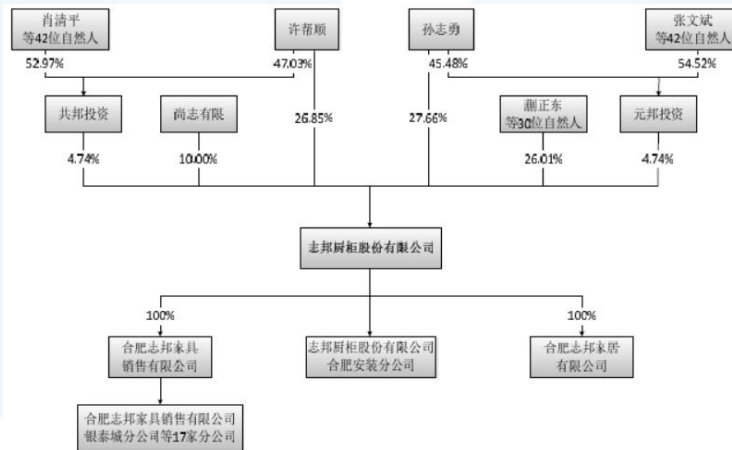 肖清平
等42位自然人
许帮顺
孙志勇
张文斌
等42位自然人
52.97%
47.03%
45.48%
54.52%
共邦投资
尚志有限
26.85%
27.66%
蒯正东
等30位自然人
元邦投资
4.74%
10.00%
26.01%
4.74%
志邦厨柜股份有限公司
100%
100%
合肥志邦家具
销售有限公司
志邦厨柜股份有限公司
合肥安装分公司
合肥志邦家居
有限公司
合肥志邦家具销售有限公司
银泰城分公司等17家分公司